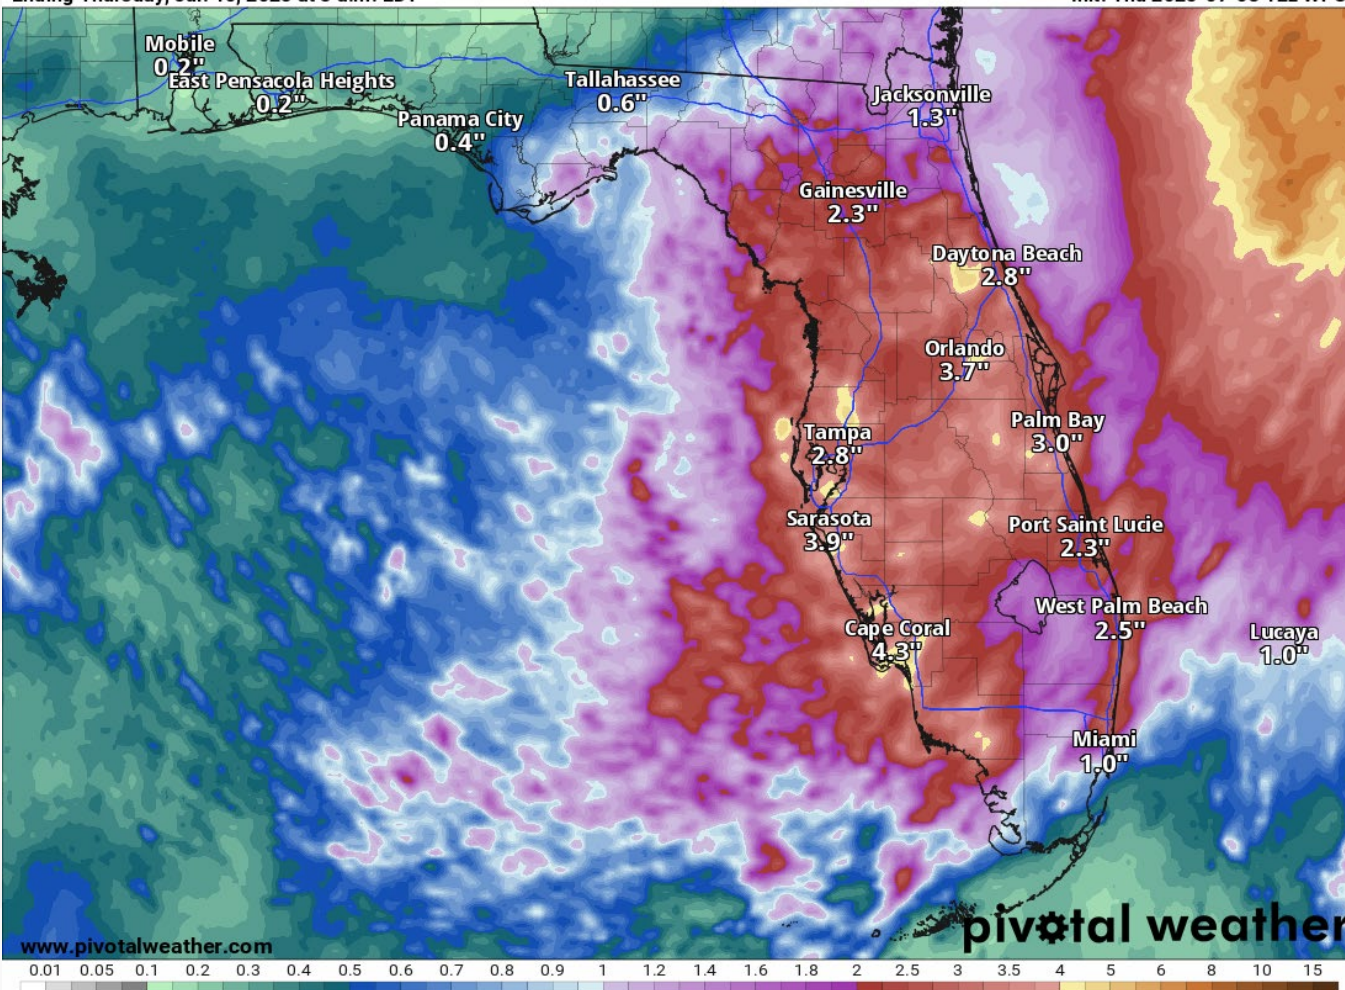 Mobile
0.2"
East Pensacola Heights
0.2"
Tallahassee
0.6"
Panama City
0.4"
Jacksonville
1.3"
Gainesville
2.3"
Daytona Beach
2.8"
Orlando
3.7"
Palm Bay
3.0"
Tampa
2.8"
Sarasota
3.9"
Port Saint Lucie
2.3"
West Palm Beach
2.5"
Cape Coral
4.3"
Lucaya
1.0"
Miami
1.0"
pivotal weather
www.pivotalweather.com
0.01 0.05 0.1 0.2 0.3 0.4 0.5 0.6 0.7 0.8 0.9 1 1.2 1.4 1.6 1.8 2 2.5 3 3.5 4 5 6 8 10 15